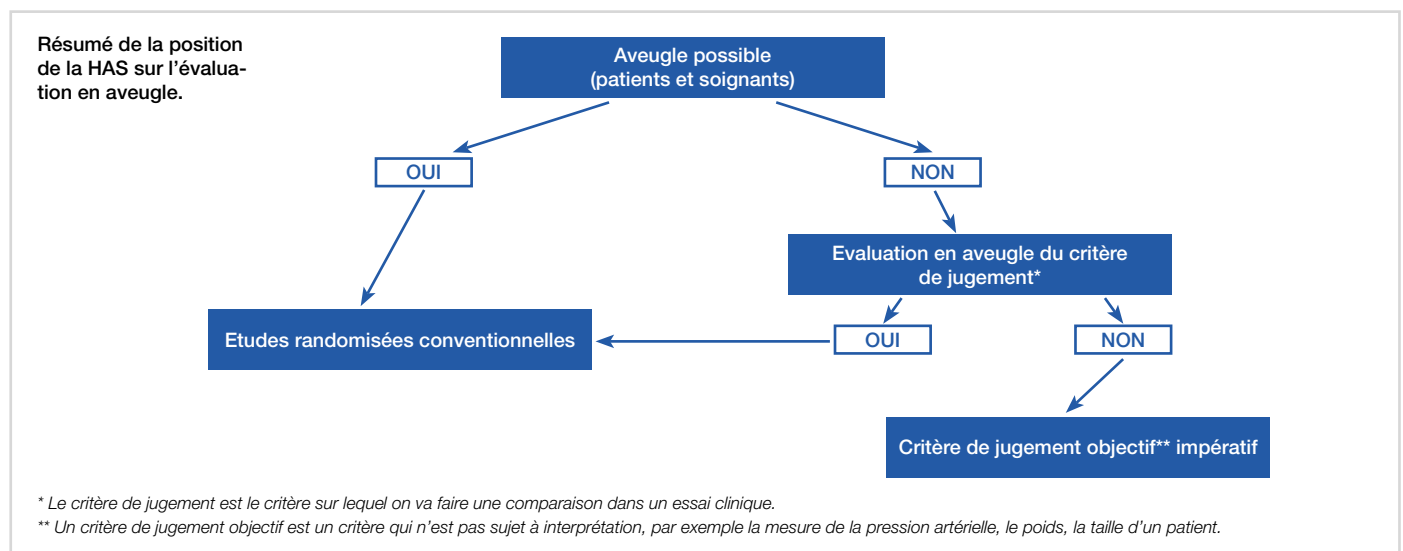 Résumé de la position
de la HAS sur l’évalua-
tion en aveugle.
Aveugle possible
(patients et soignants)
OUI
NON
Evaluation en aveugle du critère
de jugement*
Etudes randomisées conventionnelles
OUI
NON
Critère de jugement objectif** impératif
* Le critère de jugement est le critère sur lequel on va faire une comparaison dans un essai clinique.
** Un critère de jugement objectif est un critère qui n’est pas sujet à interprétation, par exemple la mesure de la pression artérielle, le poids, la taille d’un patient.